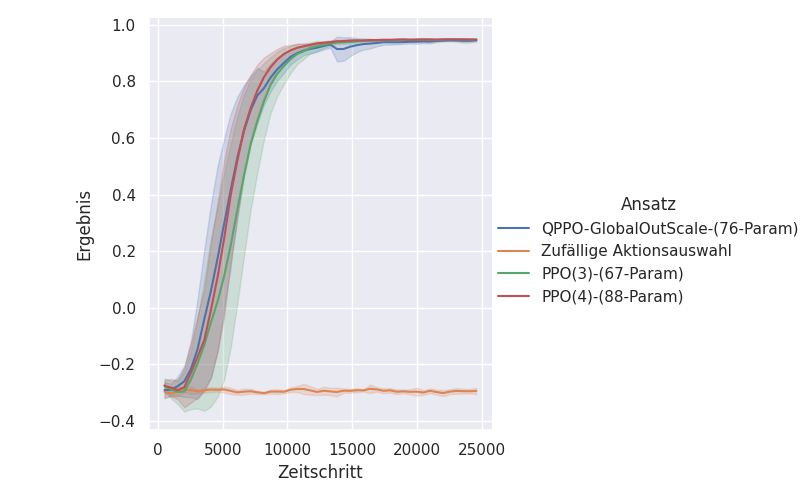 1.0
0.8
0.6
0.4
0.2
0.0
−0.2
−0.4
Ergebnis
0
5000
10000
15000
20000
25000
Zeitschritt
Ansatz
QPPO-GlobalOutScale-(76-Param)
Zufällige Aktionsauswahl
PPO(3)-(67-Param)
PPO(4)-(88-Param)